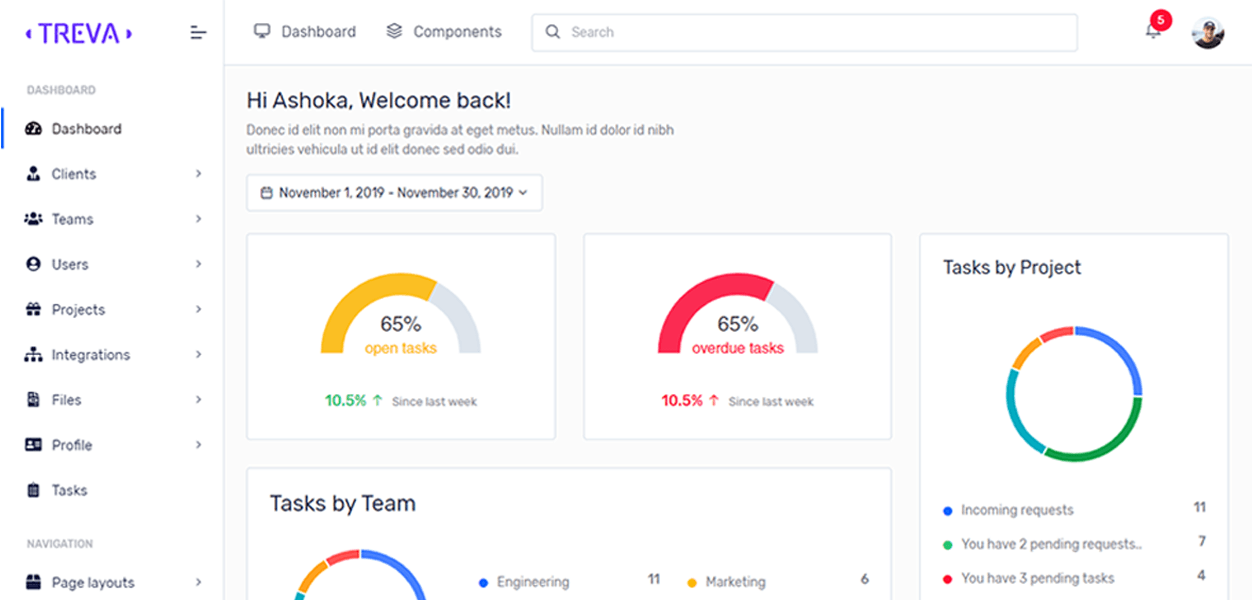 TREVA
Dashboard
Components
Search
5
DASHBOARD
Dashboard
Clients
Teams
Users
Projects
Integrations
Files
Profile
Tasks
NAVIGATION
Page layouts
Hi Ashoka, Welcome back!
Donec id elit non mi porta gravida at eget metus. Nullam id dolor id nibh
ultricies vehicula ut id elit donec sed odio dui.
November 1, 2019 - November 30, 2019
65%
open tasks
10.5% ↑ Since last week
65%
overdue tasks
10.5% ↑ Since last week
Tasks by Project
Incoming requests 11
You have 2 pending requests.. 7
You have 3 pending tasks 4
Tasks by Team
Engineering 11 Marketing 6